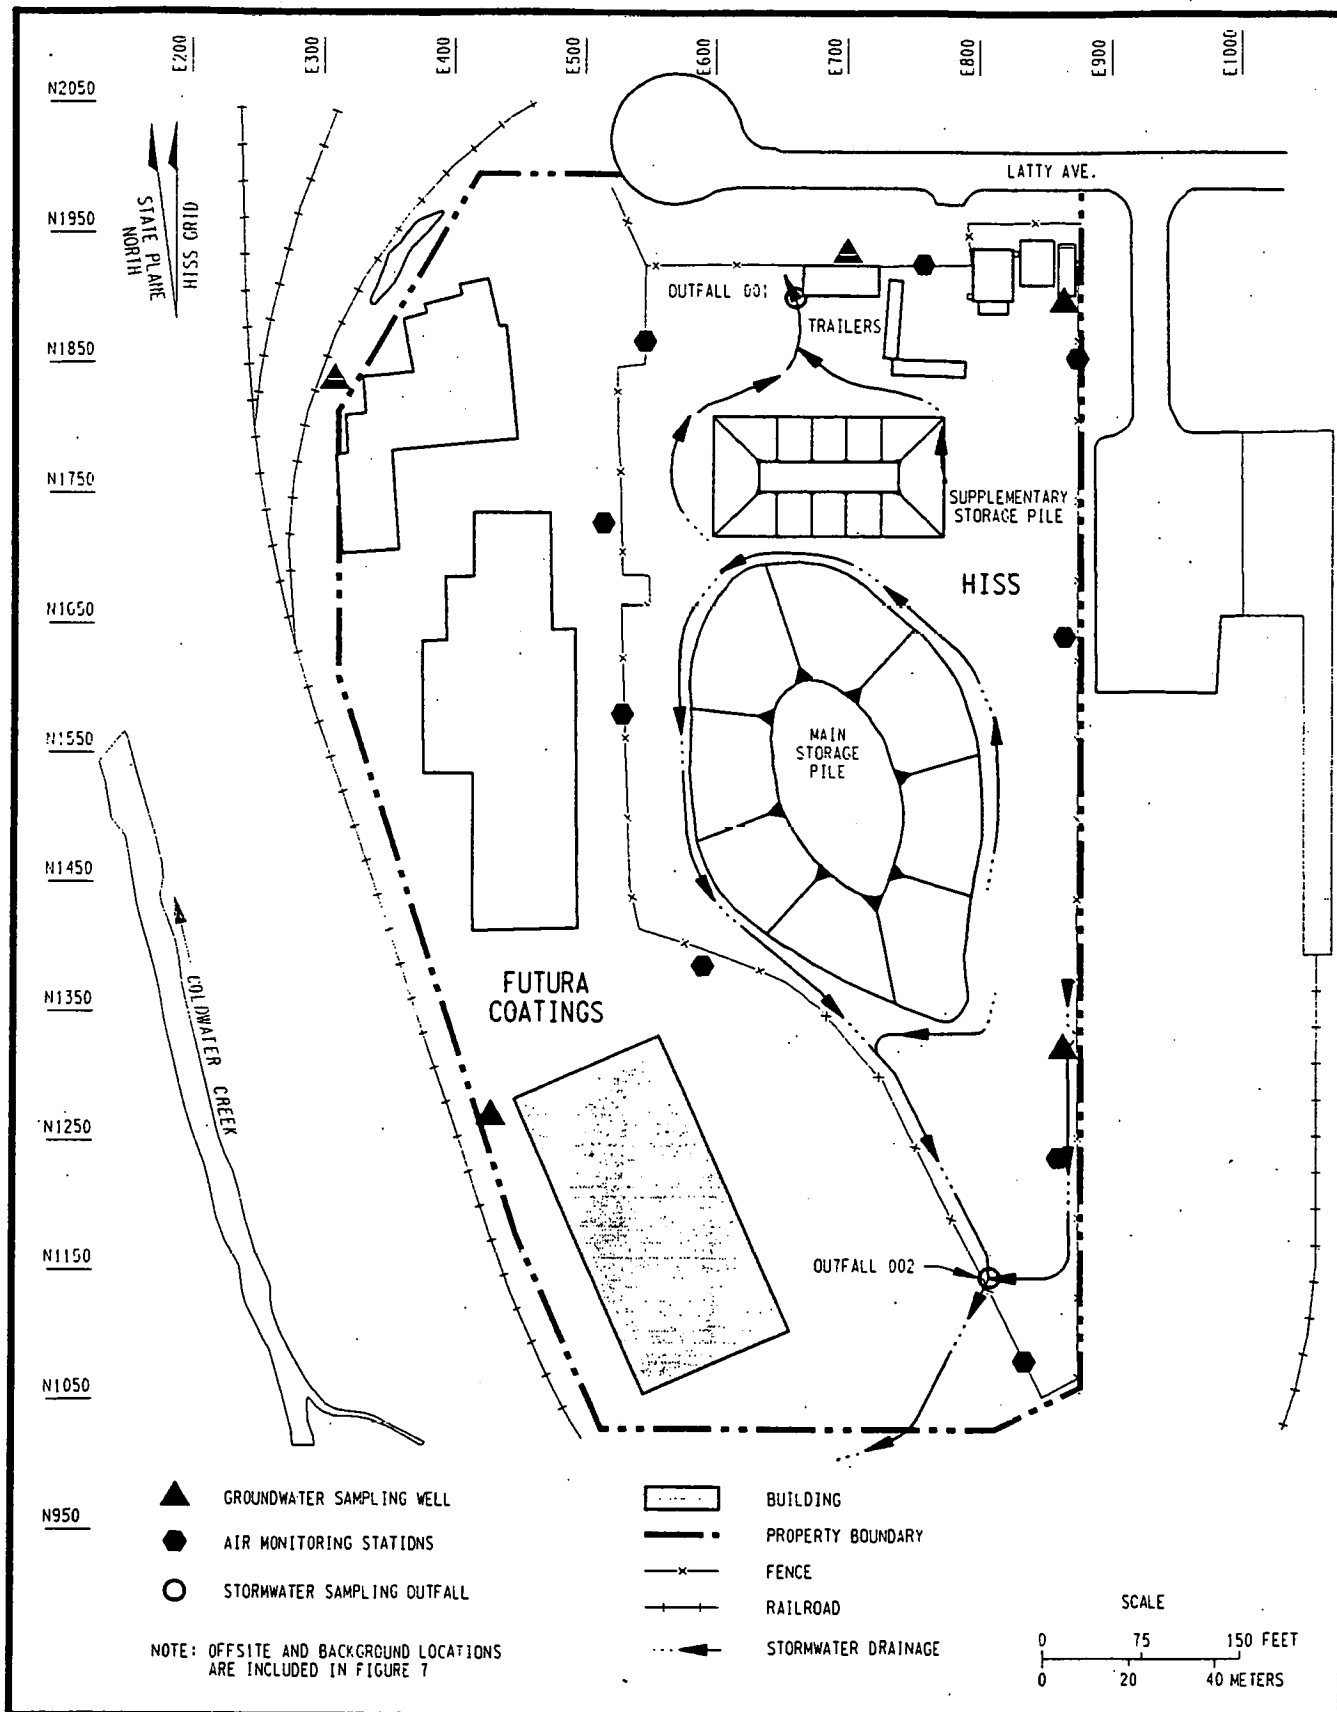 E200
E300
E400
E500
E600
E700
E800
E900
E1000
N2050
LATTY AVE.
N1950
STATE PLANE
NORTH
HISS GRID
OUTFALL 001
TRAILERS
N1850
N1750
SUPPLEMENTARY
STORAGE PILE
HISS
N1650
N1550
MAIN
STORAGE
PILE
N1450
COLDWATER CREEK
FUTURA
COATINGS
N1350
N1250
N1150
OUTFALL 002
N1050
N950
GROUNDWATER SAMPLING WELL
AIR MONITORING STATIONS
STORMWATER SAMPLING OUTFALL
NOTE: OFFSITE AND BACKGROUND LOCATIONS
ARE INCLUDED IN FIGURE 7
BUILDING
PROPERTY BOUNDARY
FENCE
RAILROAD
STORMWATER DRAINAGE
SCALE
0 75 150 FEET
0 20 40 METERS